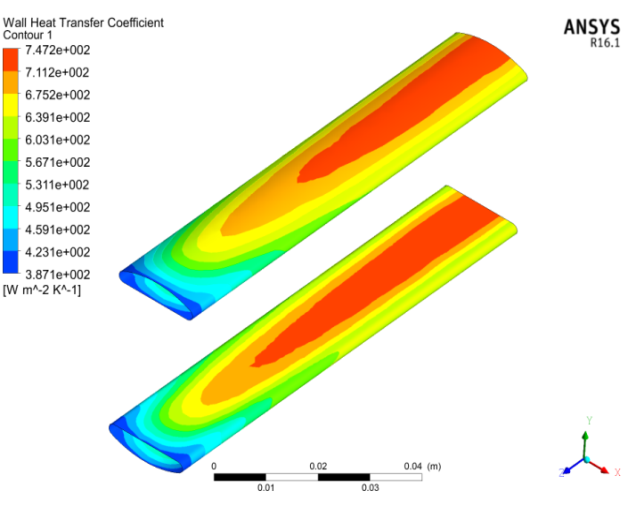 Wall Heat Transfer Coefficient
Contour 1
7.472e+002
7.112e+002
6.752e+002
6.391e+002
6.031e+002
5.671e+002
5.311e+002
4.951e+002
4.591e+002
4.231e+002
3.871e+002
[W m^-2 K^-1]
ANSYS
R16.1
0 0.02 0.04 (m)
0.01 0.03
Y
Z X